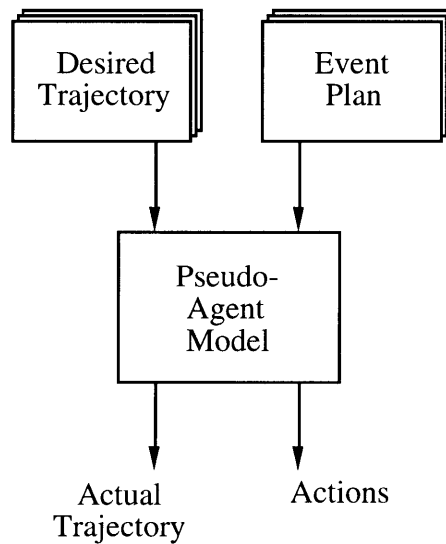 Desired
Trajectory
Event
Plan
Pseudo-
Agent
Model
Actual
Trajectory
Actions